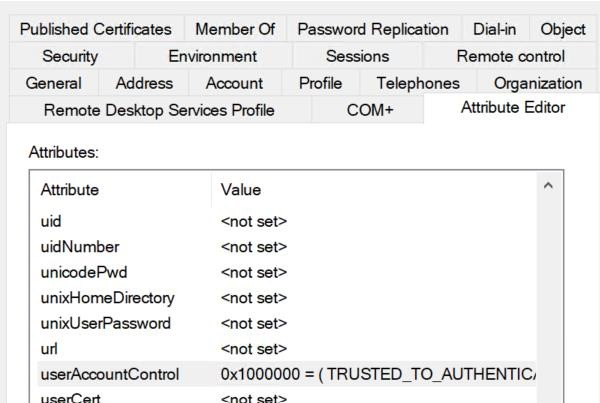 Published Certificates Member Of Password Replication Dial-in Object
Security Environment Sessions Remote control
General Address Account Profile Telephones Organization
Remote Desktop Services Profile COM+ Attribute Editor
Attributes:
Attribute Value
uid <not set>
uidNumber <not set>
unicodePwd <not set>
unixHomeDirectory <not set>
unixUserPassword <not set>
url <not set>
userAccountControl 0x1000000 = ( TRUSTED_TO_AUTHENTICA
userCert <not set>